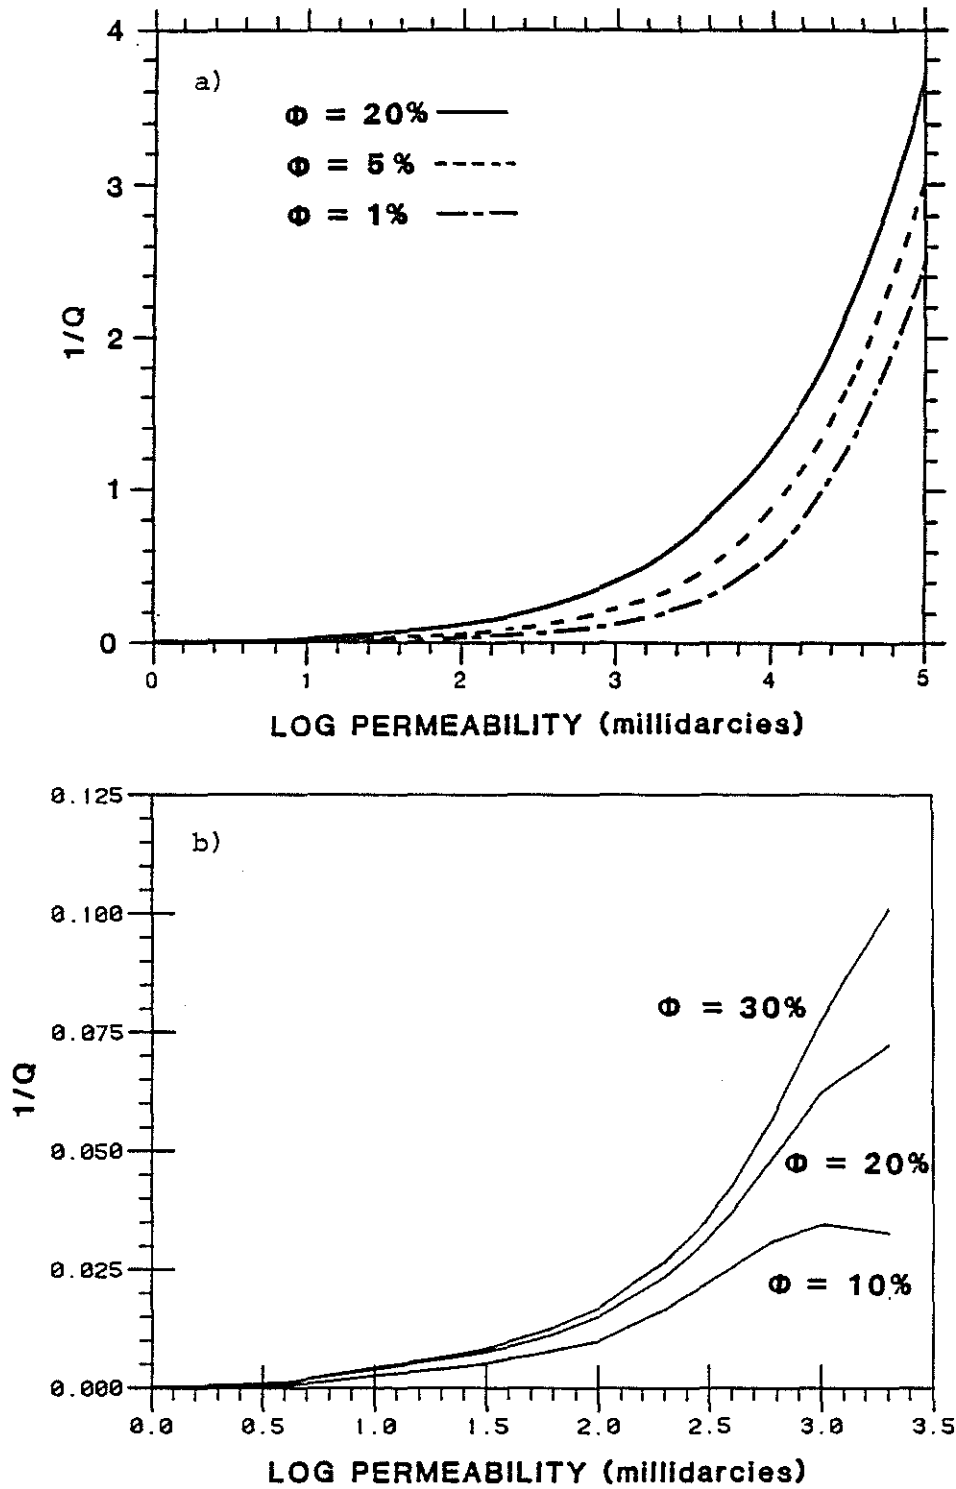 4
a)
Φ = 20%
Φ = 5%
3
Φ = 1%
1/Q
2
1
0
0 1 2 3 4 5
LOG PERMEABILITY (millidarcies)
0.125
b)
0.100
Φ = 30%
0.075
1/Q
0.050
Φ = 20%
0.025
Φ = 10%
0.000
0.0 0.5 1.0 1.5 2.0 2.5 3.0 3.5
LOG PERMEABILITY (millidarcies)